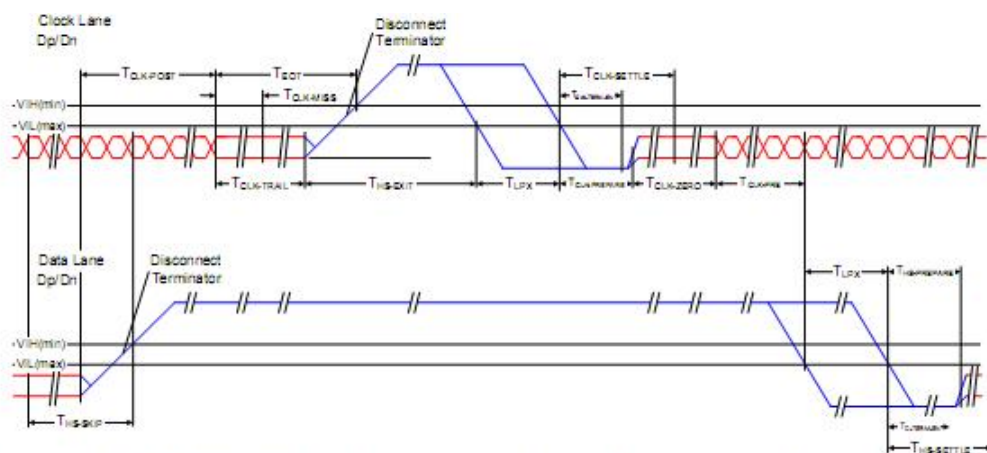 Clock Lane
Dp/Dn
Disconnect
Terminator
TCLK-POST
TEOT
TCLK-SETTLE
TCLK-MISS
VIH(min)
VIL(max)
TCLK-TRAIL
THS-EXIT
TLPX
TCLK-PREPARE
TCLK-ZERO
TCLK-PRE
Data Lane
Dp/Dn
Disconnect
Terminator
TLPX
THS-PREPARE
VIH(min)
VIL(max)
THS-SKIP
THS-SETTLE